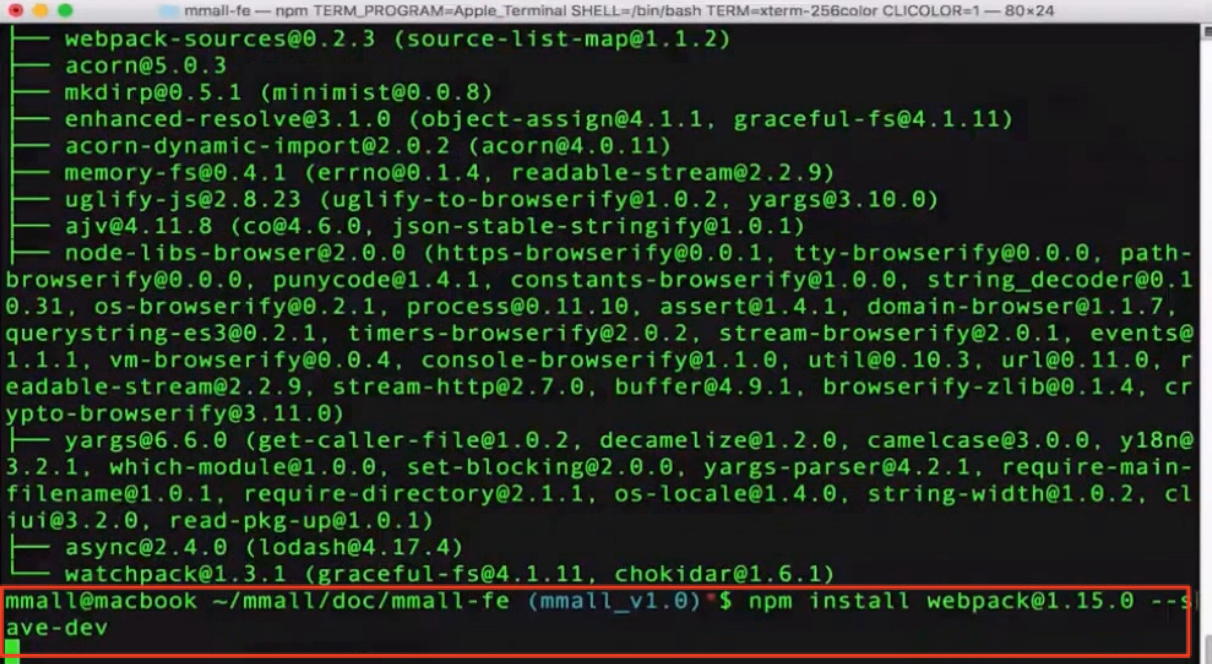 mmall-fe — npm TERM_PROGRAM=Apple_Terminal SHELL=/bin/bash TERM=xterm-256color CLICOLOR=1 — 80×24
├── webpack-sources@0.2.3 (source-list-map@1.1.2)
├── acorn@5.0.3
├── mkdirp@0.5.1 (minimist@0.0.8)
├── enhanced-resolve@3.1.0 (object-assign@4.1.1, graceful-fs@4.1.11)
├── acorn-dynamic-import@2.0.2 (acorn@4.0.11)
├── memory-fs@0.4.1 (errno@0.1.4, readable-stream@2.2.9)
├── uglify-js@2.8.23 (uglify-to-browserify@1.0.2, yargs@3.10.0)
├── ajv@4.11.8 (co@4.6.0, json-stable-stringify@1.0.1)
├── node-libs-browser@2.0.0 (https-browserify@0.0.1, tty-browserify@0.0.0, path-
browserify@0.0.0, punycode@1.4.1, constants-browserify@1.0.0, string_decoder@0.1
0.31, os-browserify@0.2.1, process@0.11.10, assert@1.4.1, domain-browser@1.1.7,
querystring-es3@0.2.1, timers-browserify@2.0.2, stream-browserify@2.0.1, events@
1.1.1, vm-browserify@0.0.4, console-browserify@1.1.0, util@0.10.3, url@0.11.0, r
eadable-stream@2.2.9, stream-http@2.7.0, buffer@4.9.1, browserify-zlib@0.1.4, cr
ypto-browserify@3.11.0)
├── yargs@6.6.0 (get-caller-file@1.0.2, decamelize@1.2.0, camelcase@3.0.0, y18n@
3.2.1, which-module@1.0.0, set-blocking@2.0.0, yargs-parser@4.2.1, require-main-
filename@1.0.1, require-directory@2.1.1, os-locale@1.4.0, string-width@1.0.2, cl
iui@3.2.0, read-pkg-up@1.0.1)
├── async@2.4.0 (lodash@4.17.4)
└── watchpack@1.3.1 (graceful-fs@4.1.11, chokidar@1.6.1)
mmall@macbook ~/mmall/doc/mmall-fe (mmall_v1.0) *$ npm install webpack@1.15.0 --s
ave-dev